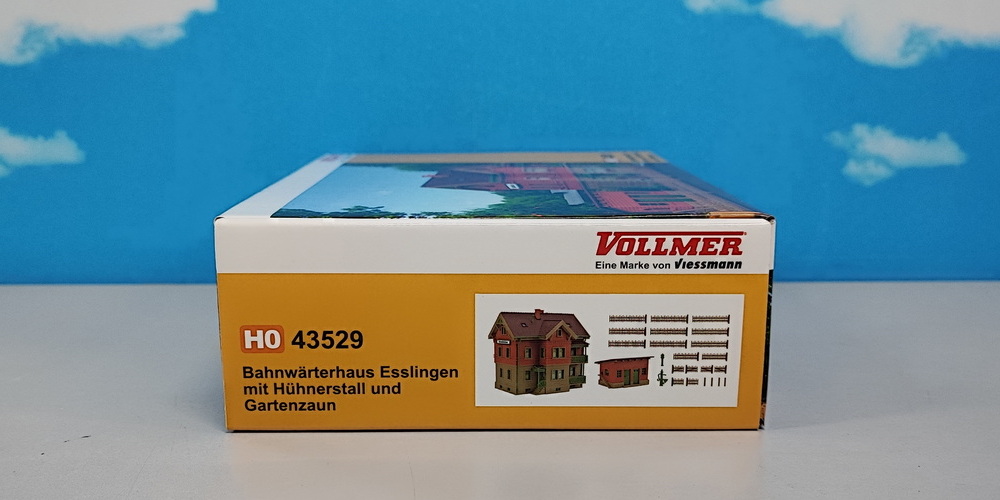 VOLLMER
Eine Marke von Viessmann
H0 43529
Bahnwärterhaus Esslingen
mit Hühnerstall und
Gartenzaun